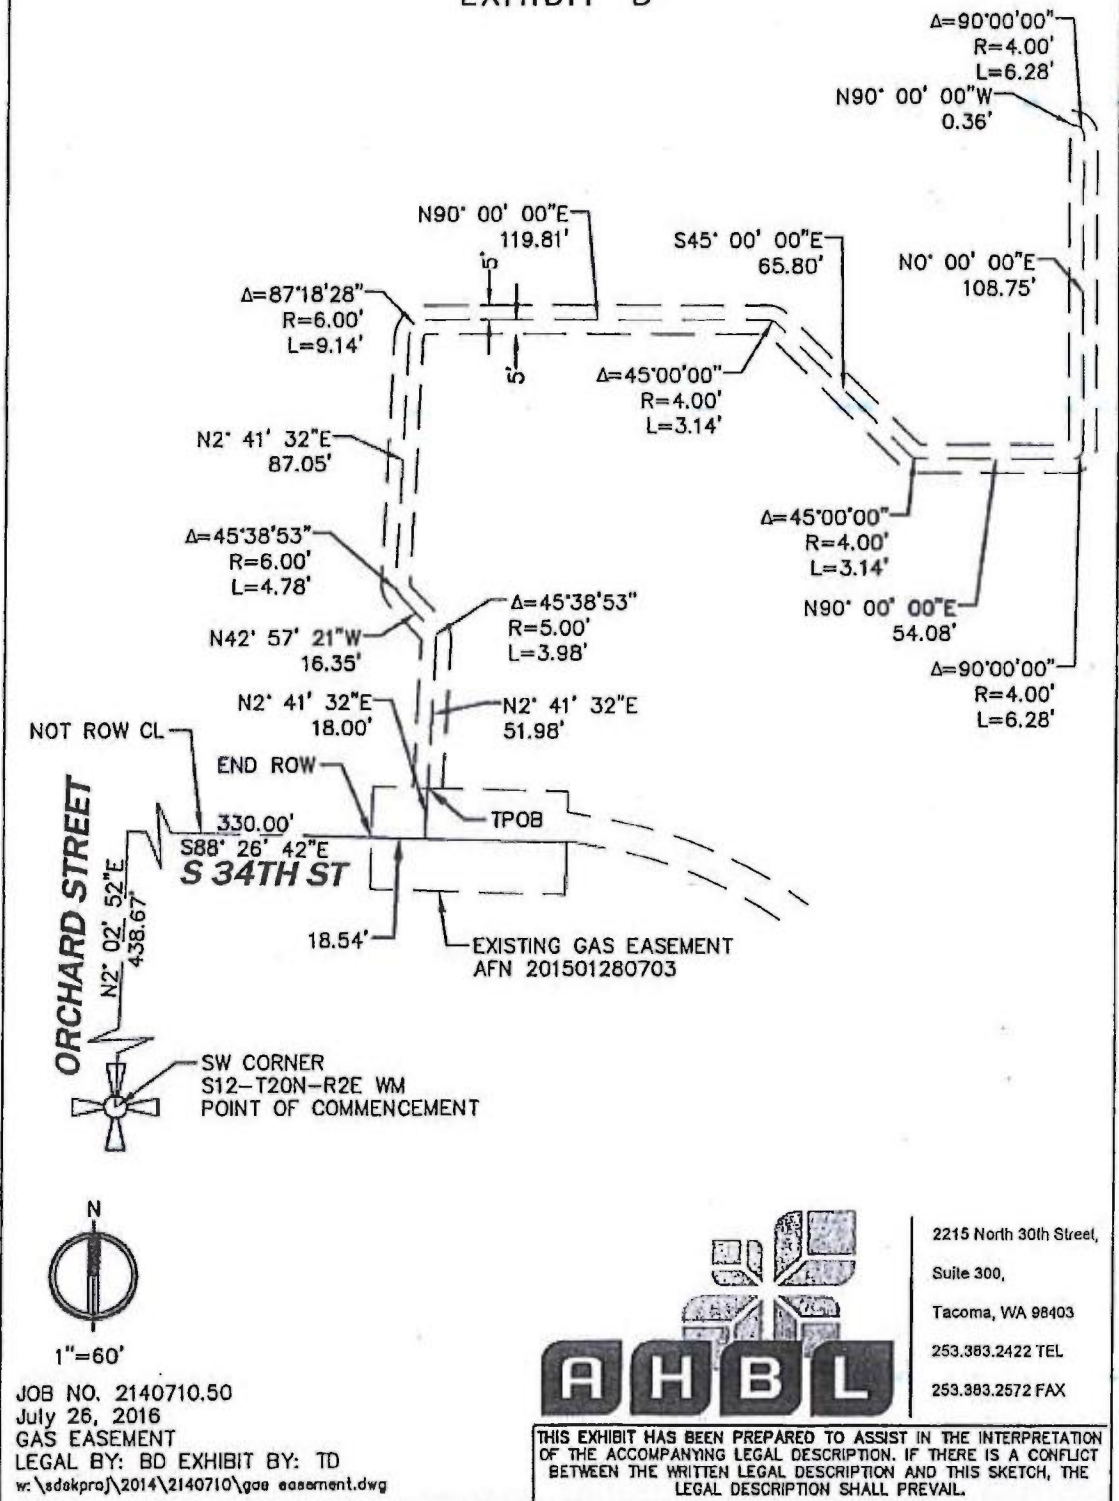 Δ=90°00'00"
R=4.00'
L=6.28'
N90° 00' 00"W
0.36'
N90° 00' 00"E
119.81'
S45° 00' 00"E
65.80'
N0° 00' 00"E
108.75'
5'
5'
Δ=87°18'28"
R=6.00'
L=9.14'
Δ=45°00'00"
R=4.00'
L=3.14'
N2° 41' 32"E
87.05'
Δ=45°38'53"
R=6.00'
L=4.78'
Δ=45°00'00"
R=4.00'
L=3.14'
Δ=45°38'53"
R=5.00'
L=3.98'
N90° 00' 00"E
54.08'
N42° 57' 21"W
16.35'
Δ=90°00'00"
R=4.00'
L=6.28'
N2° 41' 32"E
18.00'
N2° 41' 32"E
51.98'
NOT ROW CL
END ROW
TPOB
330.00'
S88° 26' 42"E
S 34TH ST
ORCHARD STREET
N2° 02' 52"E
438.67'
18.54'
EXISTING GAS EASEMENT
AFN 201501280703
SW CORNER
S12-T20N-R2E WM
POINT OF COMMENCEMENT
N
1"=60'
JOB NO. 2140710.50
July 26, 2016
GAS EASEMENT
LEGAL BY: BD EXHIBIT BY: TD
w:\sdskproj\2014\2140710\gas easement.dwg
AHBL
2215 North 30th Street,
Suite 300,
Tacoma, WA 98403
253.383.2422 TEL
253.383.2572 FAX
THIS EXHIBIT HAS BEEN PREPARED TO ASSIST IN THE INTERPRETATION
OF THE ACCOMPANYING LEGAL DESCRIPTION. IF THERE IS A CONFLICT
BETWEEN THE WRITTEN LEGAL DESCRIPTION AND THIS SKETCH, THE
LEGAL DESCRIPTION SHALL PREVAIL.